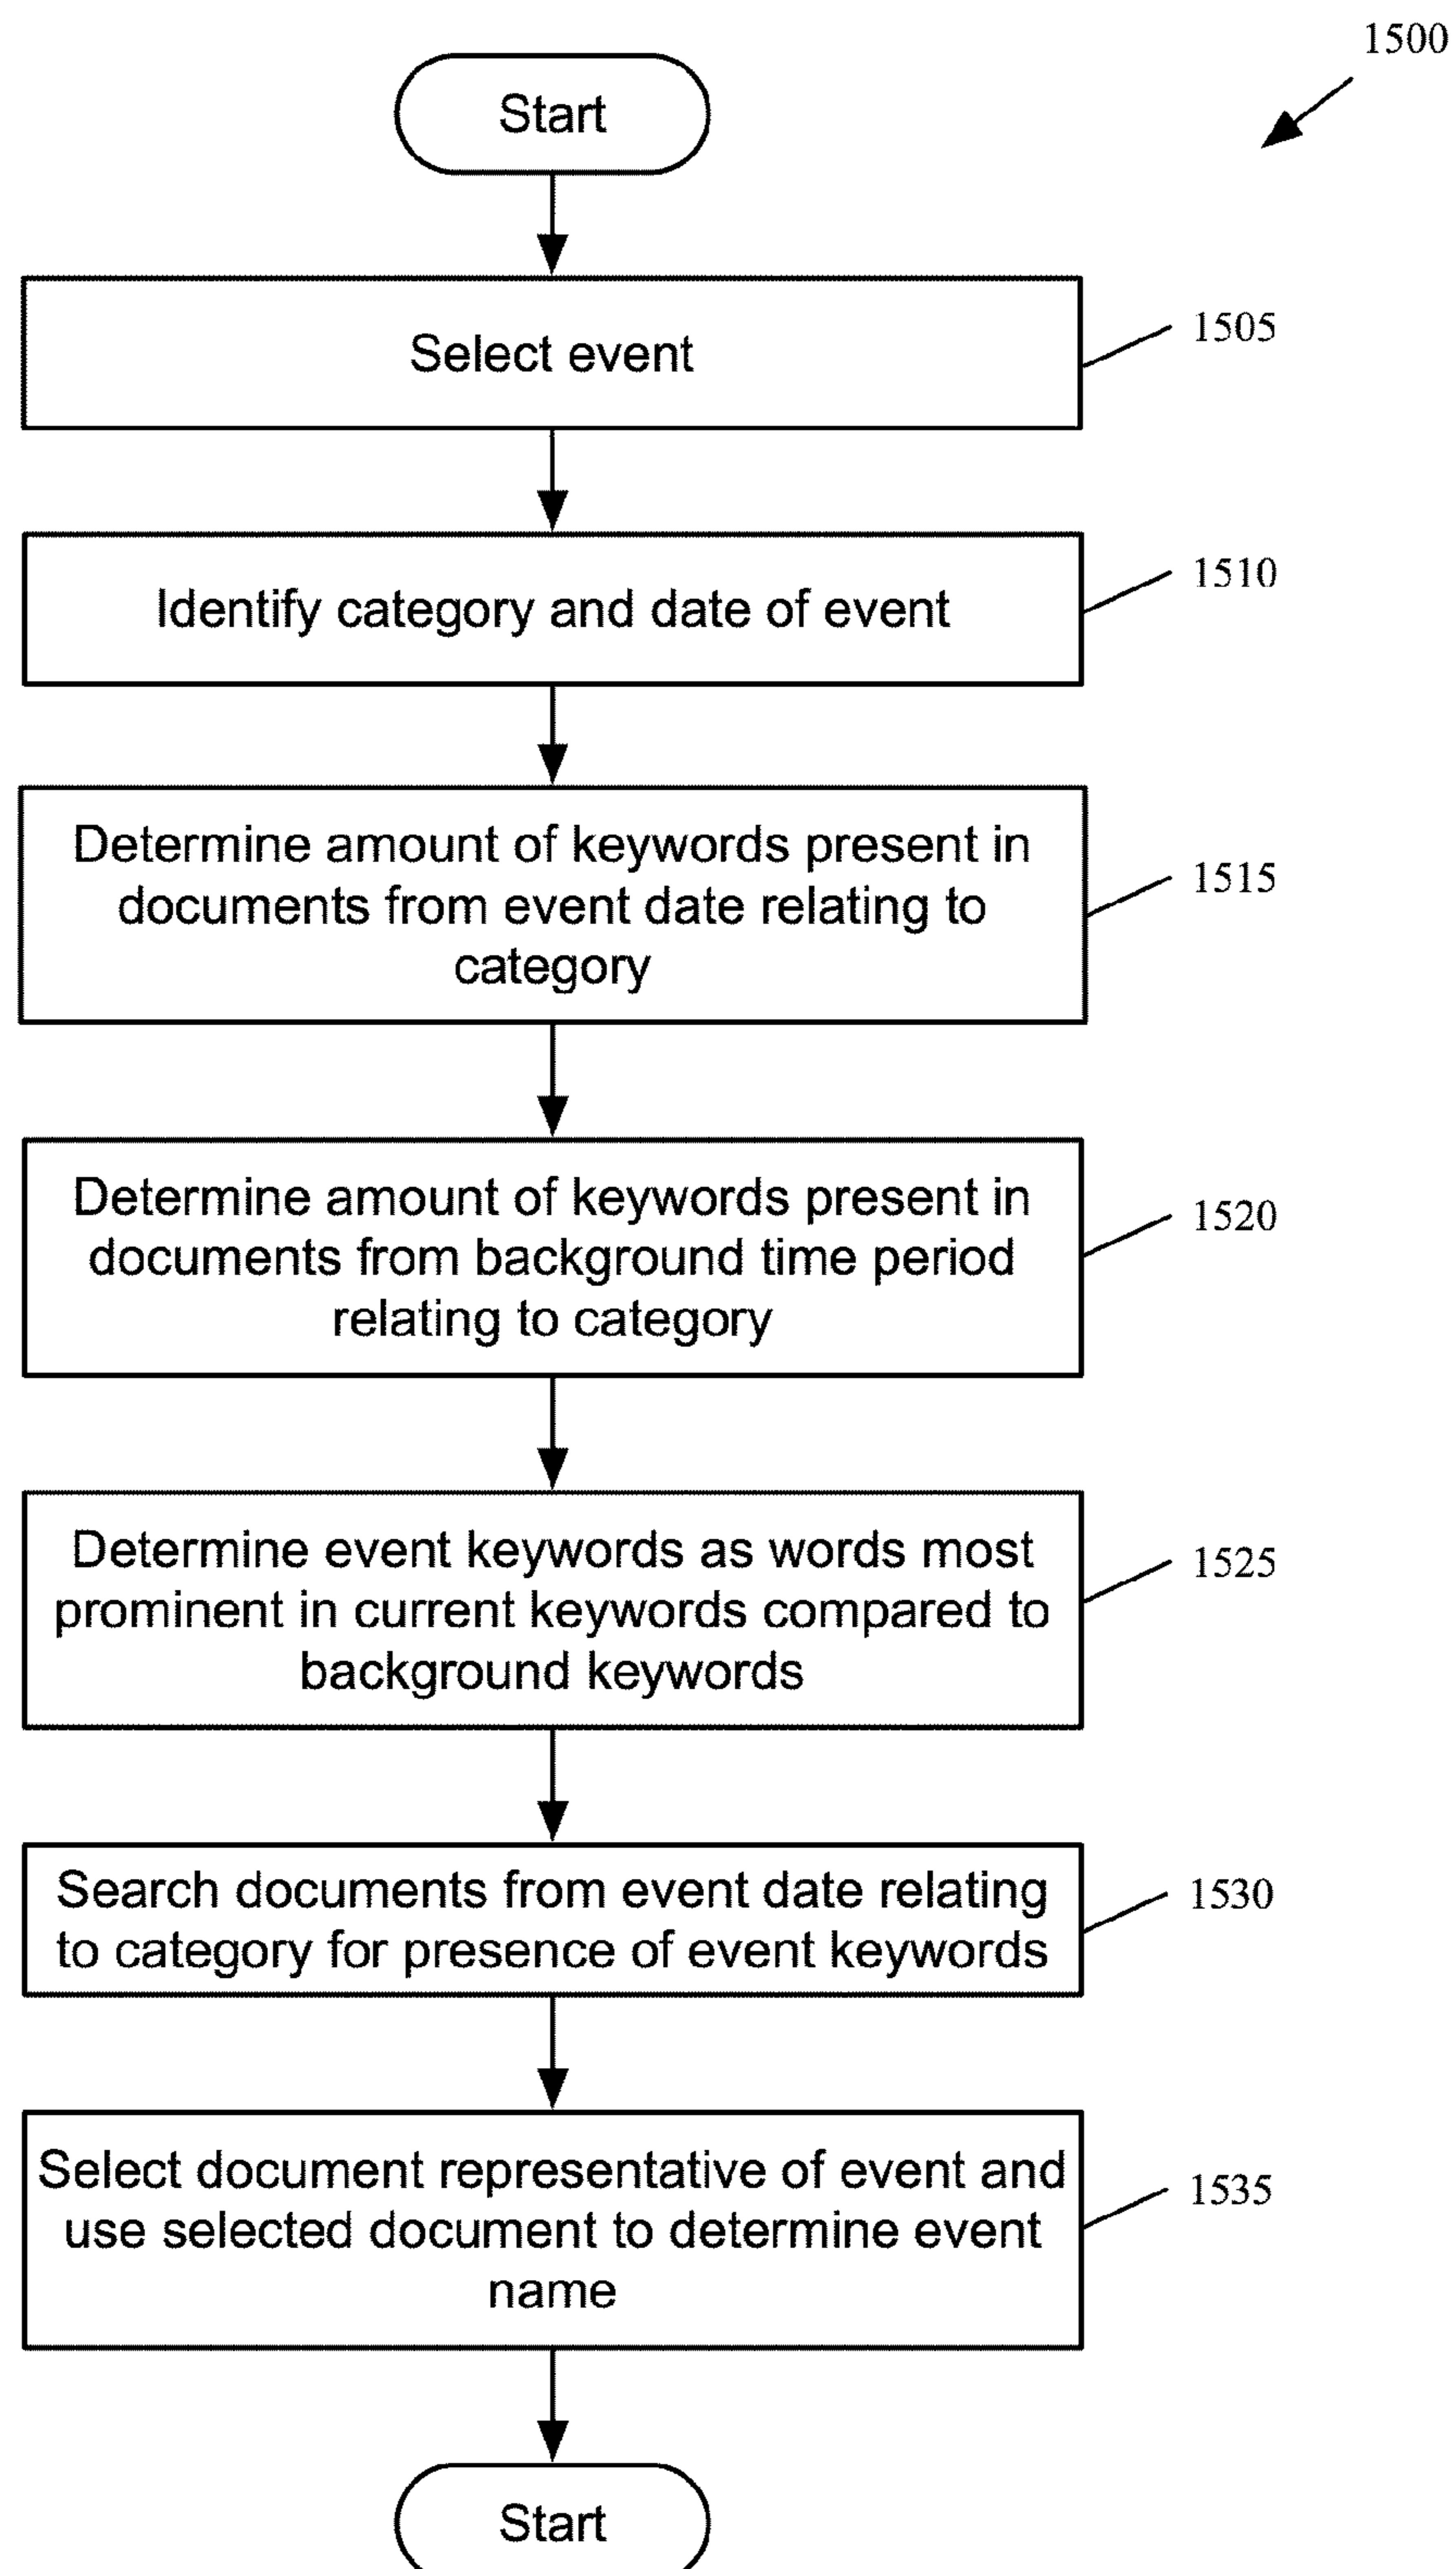 1500
Start
Select event
1505
Identify category and date of event
1510
Determine amount of keywords present in
documents from event date relating to
category
1515
Determine amount of keywords present in
documents from background time period
relating to category
1520
Determine event keywords as words most
prominent in current keywords compared to
background keywords
1525
Search documents from event date relating
to category for presence of event keywords
1530
Select document representative of event and
use selected document to determine event
name
1535
Start